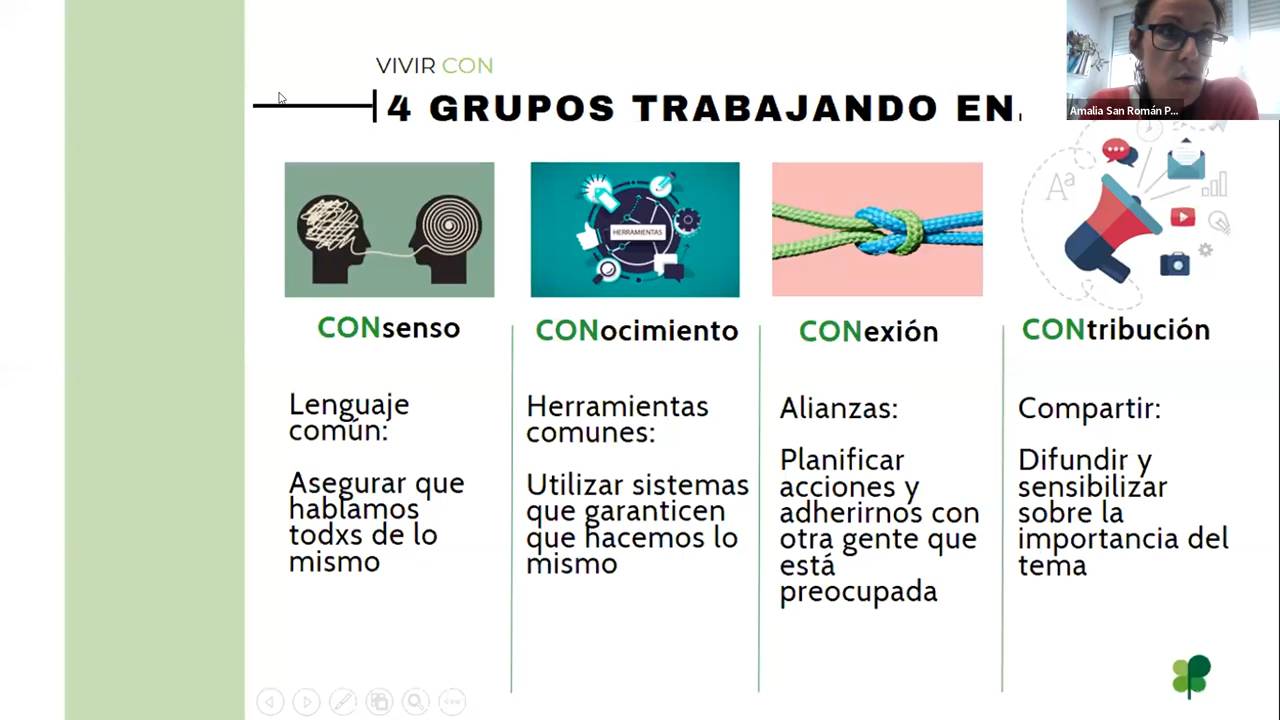 VIVIR CON
4 GRUPOS TRABAJANDO EN
Amalia San Román P...
HERRAMIENTAS
Aª
CONsenso
CONocimiento
CONexión
CONtribución
Lenguaje
común:
Asegurar que
hablamos
todxs de lo
mismo
Herramientas
comunes:
Utilizar sistemas
que garanticen
que hacemos lo
mismo
Alianzas:
Planificar
acciones y
adherirnos con
otra gente que
está
preocupada
Compartir:
Difundir y
sensibilizar
sobre la
importancia del
tema